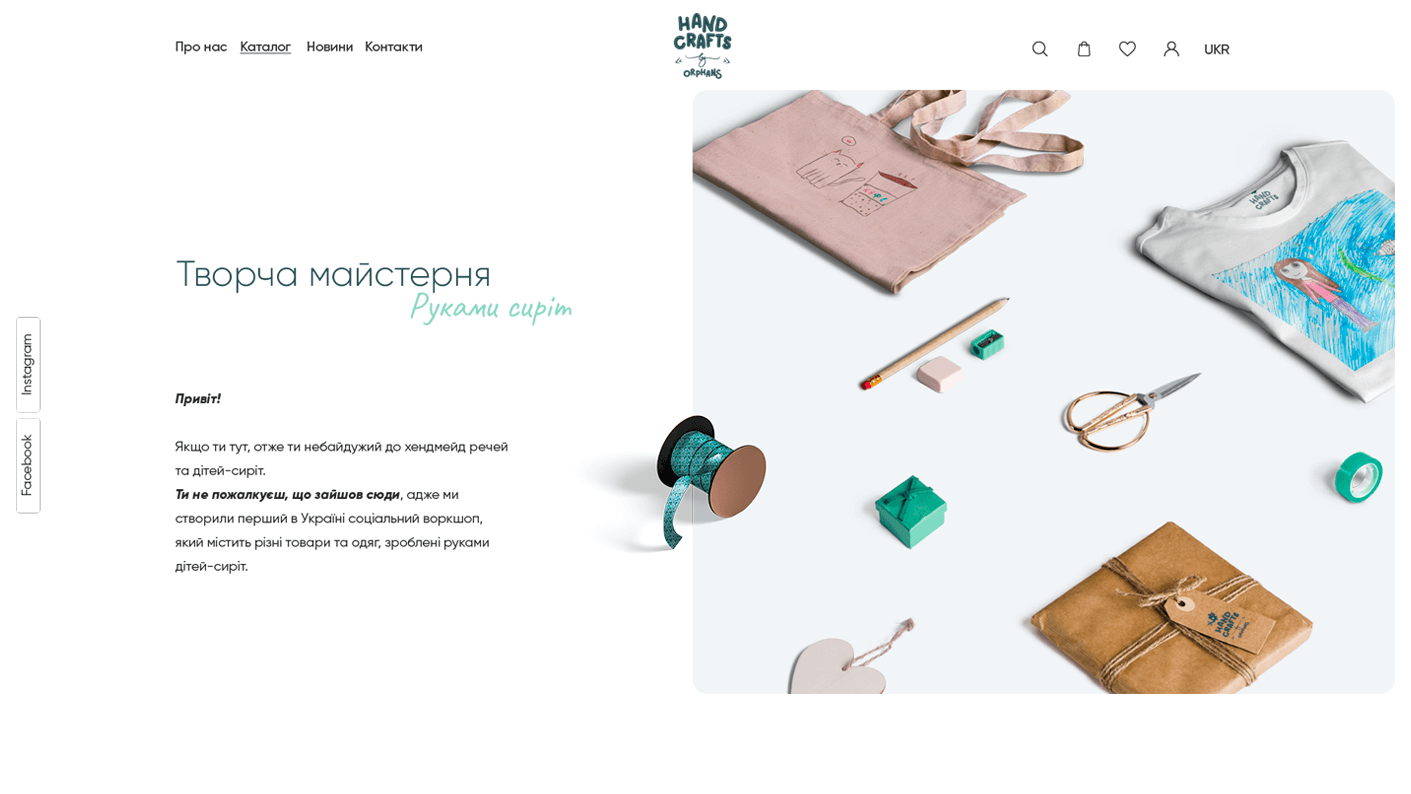 Про нас Каталог Новини Контакти
HAND
CRAFTS
by
ORPHANS
UKR
HAND
CRAFTS
Творча майстерня
Руками сиріт
Instagram
Facebook
Привіт!
Якщо ти тут, отже ти небайдужий до хендмейд речей
та дітей-сиріт.
Ти не пожалкуєш, що зайшов сюди, адже ми
створили перший в Україні соціальний воркшоп,
який містить різні товари та одяг, зроблені руками
дітей-сиріт.
HAND
CRAFTS